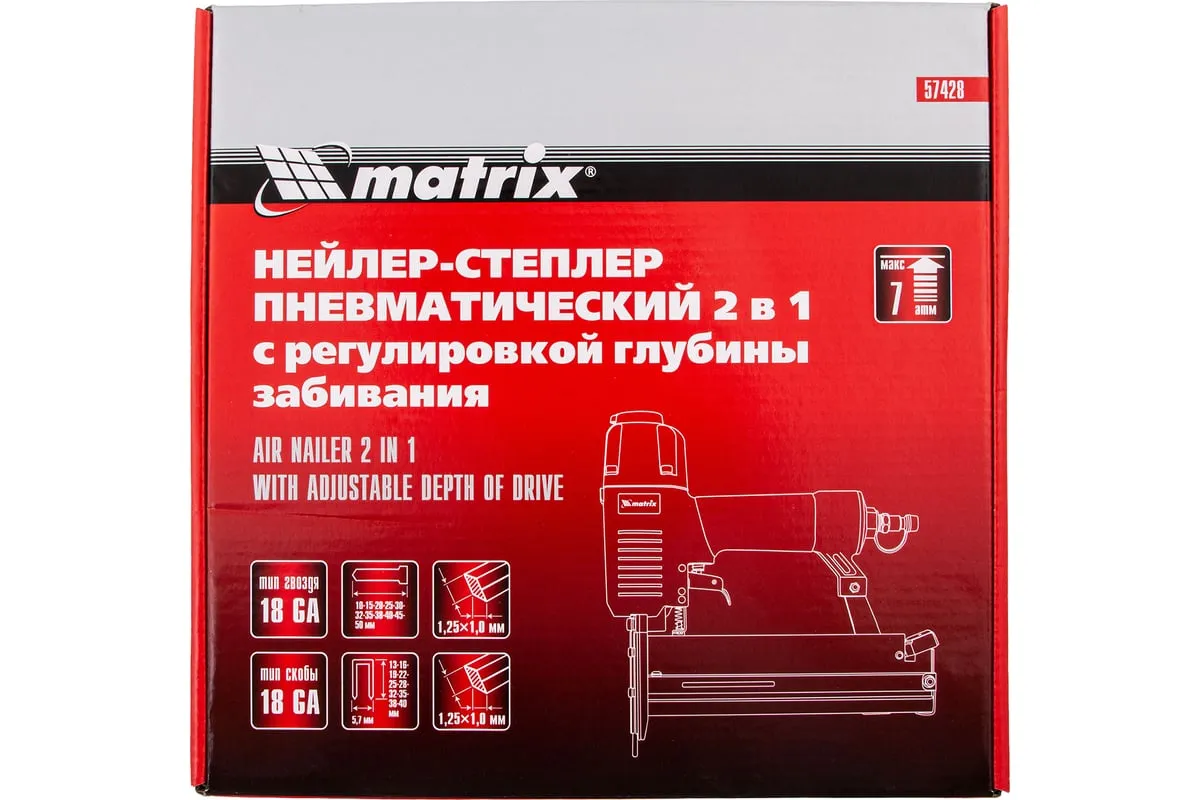 57428
matrix®
НЕЙЛЕР-СТЕПЛЕР
ПНЕВМАТИЧЕСКИЙ 2 в 1
с регулировкой глубины
забивания
макс
7
атм
AIR NAILER 2 IN 1
WITH ADJUSTABLE DEPTH OF DRIVE
matrix
тип гвоздя
18 GA
10-15-20-25-30-
32-35-38-40-45-
50 мм
1,25×1,0 мм
тип скобы
18 GA
13-16-
19-22-
25-28-
32-35-
38-40
мм
5,7 мм
1,25×1,0 мм